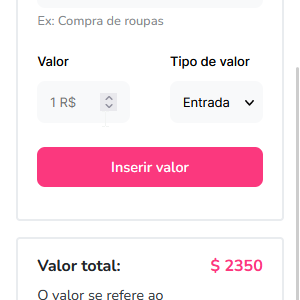 Ex: Compra de roupas
Valor Tipo de valor
1 R$ Entrada
Inserir valor
Valor total: $ 2350
O valor se refere ao